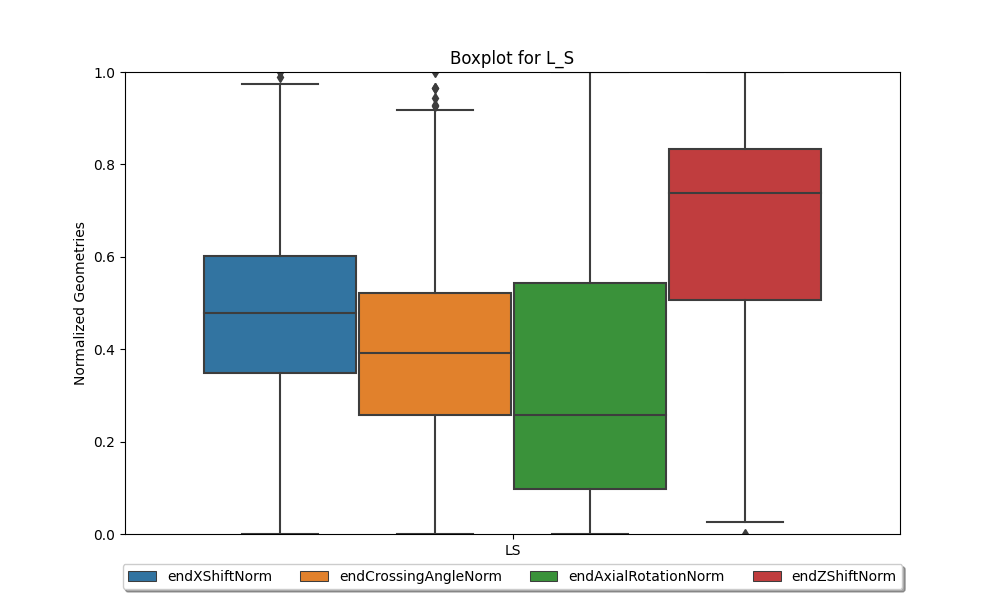 Boxplot for L_S
1.0
0.8
0.6
0.4
0.2
0.0
Normalized Geometries
LS
endXShiftNorm endCrossingAngleNorm endAxialRotationNorm endZShiftNorm